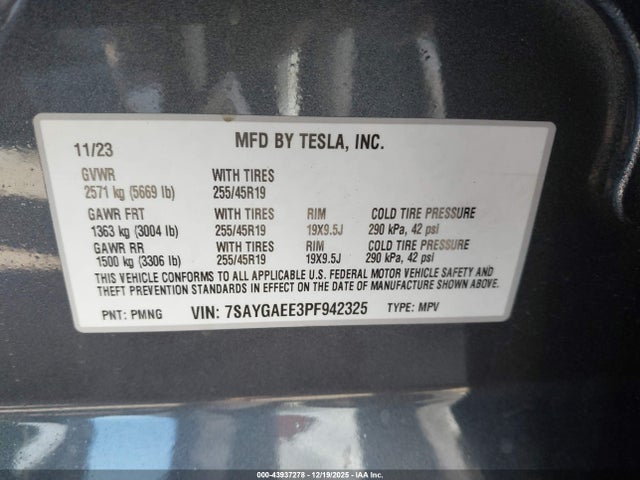 MFD BY TESLA, INC.
11/23
GVWR WITH TIRES
2571 kg (5669 lb) 255/45R19
GAWR FRT WITH TIRES RIM COLD TIRE PRESSURE
1363 kg (3004 lb) 255/45R19 19X9.5J 290 kPa, 42 psi
GAWR RR WITH TIRES RIM COLD TIRE PRESSURE
1500 kg (3306 lb) 255/45R19 19X9.5J 290 kPa, 42 psi
THIS VEHICLE CONFORMS TO ALL APPLICABLE U.S. FEDERAL MOTOR VEHICLE SAFETY AND
THEFT PREVENTION STANDARDS IN EFFECT ON THE DATE OF MANUFACTURE SHOWN ABOVE.
PNT: PMNG VIN: 7SAYGAEE3PF942325 TYPE: MPV
000-43937278 - 12/19/2025 - IAA Inc.